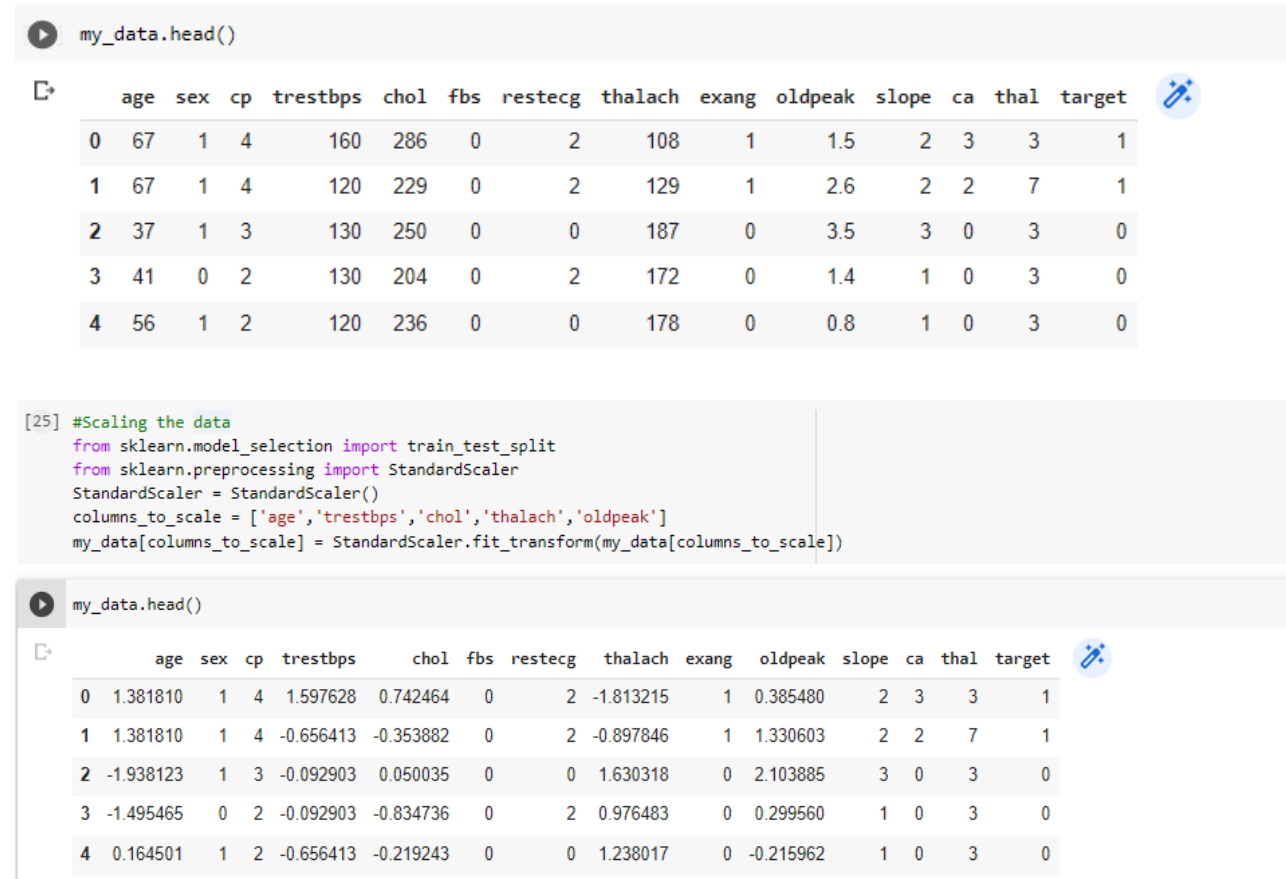 my_data.head()
age sex cp trestbps chol fbs restecg thalach exang oldpeak slope ca thal target
0 67 1 4 160 286 0 2 108 1 1.5 2 3 3 1
1 67 1 4 120 229 0 2 129 1 2.6 2 2 7 1
2 37 1 3 130 250 0 0 187 0 3.5 3 0 3 0
3 41 0 2 130 204 0 2 172 0 1.4 1 0 3 0
4 56 1 2 120 236 0 0 178 0 0.8 1 0 3 0
[25] #Scaling the data
from sklearn.model_selection import train_test_split
from sklearn.preprocessing import StandardScaler
StandardScaler = StandardScaler()
columns_to_scale = ['age','trestbps','chol','thalach','oldpeak']
my_data[columns_to_scale] = StandardScaler.fit_transform(my_data[columns_to_scale])
my_data.head()
age sex cp trestbps chol fbs restecg thalach exang oldpeak slope ca thal target
0 1.381810 1 4 1.597628 0.742464 0 2 -1.813215 1 0.385480 2 3 3 1
1 1.381810 1 4 -0.656413 -0.353882 0 2 -0.897846 1 1.330603 2 2 7 1
2 -1.938123 1 3 -0.092903 0.050035 0 0 1.630318 0 2.103885 3 0 3 0
3 -1.495465 0 2 -0.092903 -0.834736 0 2 0.976483 0 0.299560 1 0 3 0
4 0.164501 1 2 -0.656413 -0.219243 0 0 1.238017 0 -0.215962 1 0 3 0